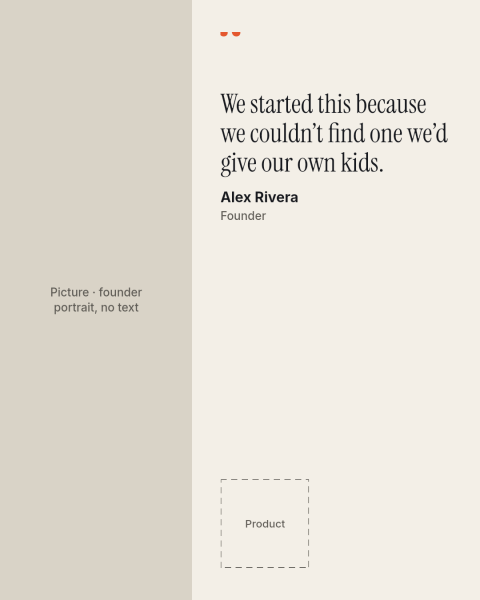 We started this because
we couldn’t find one we’d
give our own kids.
Alex Rivera
Founder
Picture · founder
portrait, no text
Product